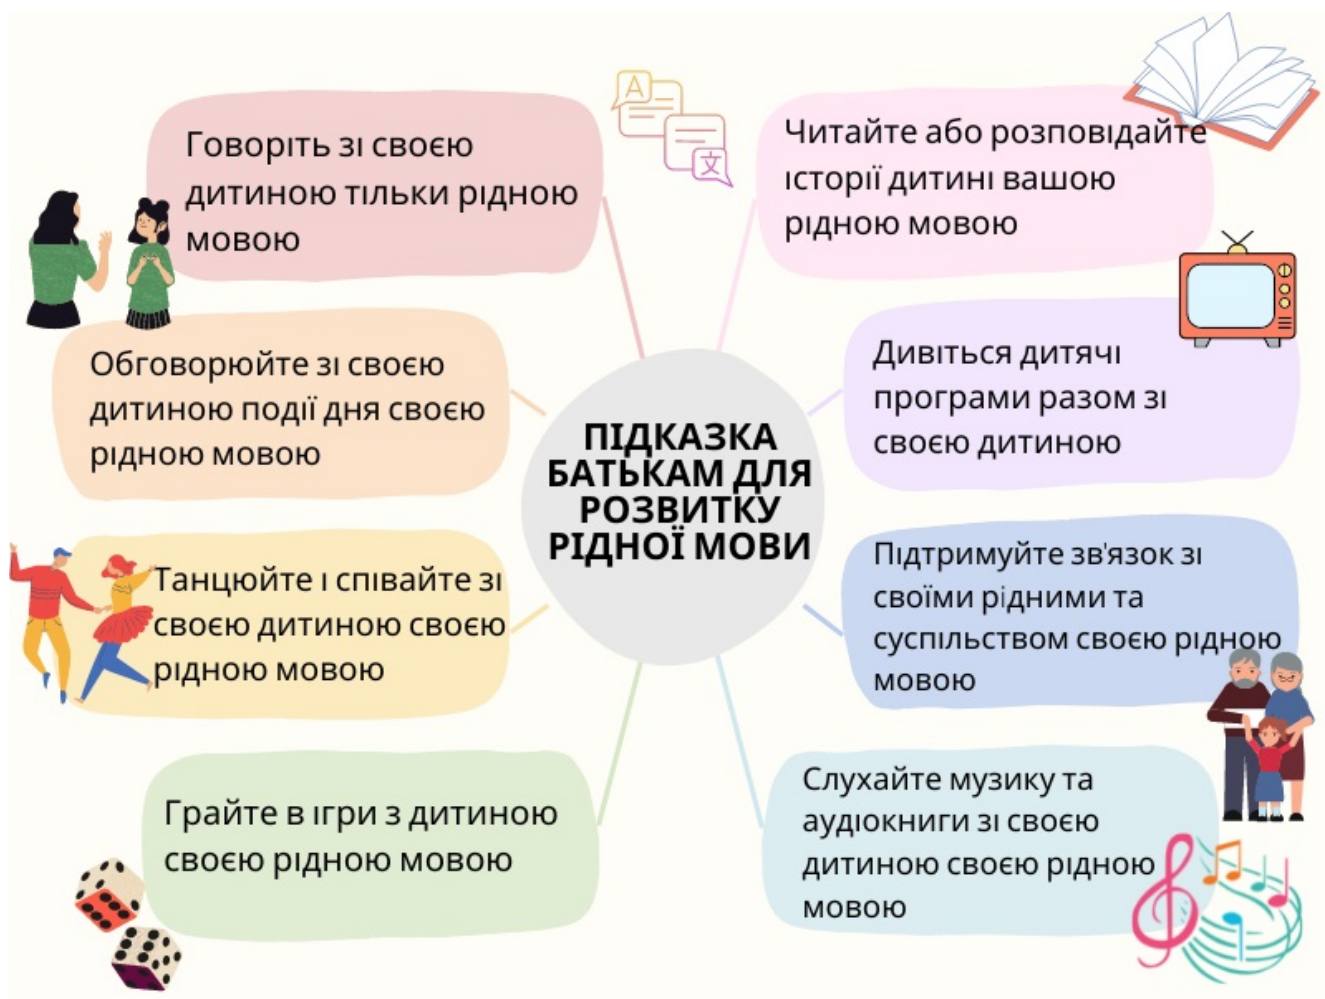 Говоріть зі своєю
дитиною тільки рідною
мовою
Читайте або розповідайте
історії дитині вашою
рідною мовою
Обговорюйте зі своєю
дитиною події дня своєю
рідною мовою
Дивіться дитячі
програми разом зі
своєю дитиною
ПІДКАЗКА
БАТЬКАМ ДЛЯ
РОЗВИТКУ
РІДНОЇ МОВИ
Танцюйте і співайте зі
своєю дитиною своєю
рідною мовою
Підтримуйте зв'язок зі
своїми рідними та
суспільством своєю рідною
мовою
Грайте в ігри з дитиною
своєю рідною мовою
Слухайте музику та
аудіокниги зі своєю
дитиною своєю рідною
мовою
A
文